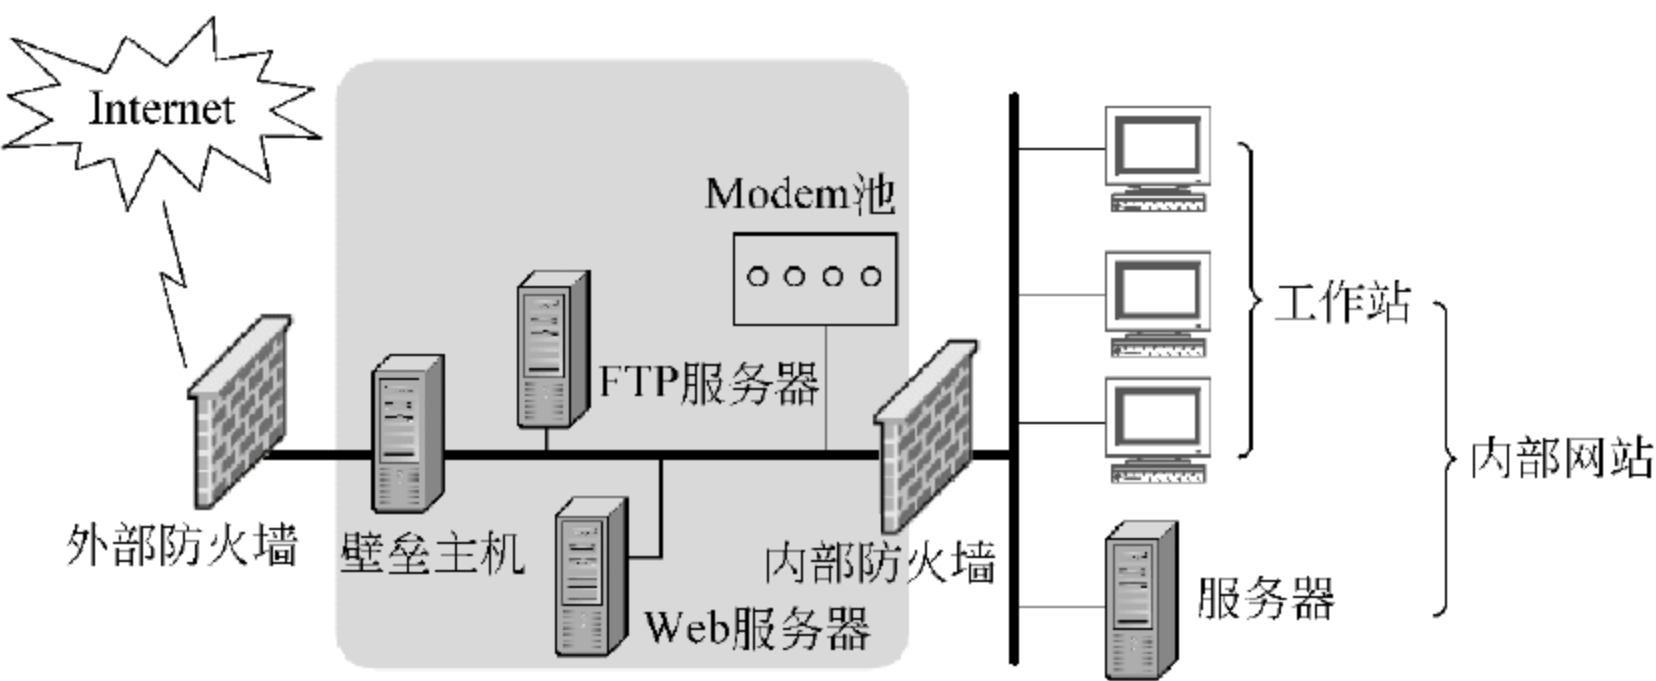 Internet
Modem池
FTP服务器
工作站
内部网站
外部防火墙
壁垒主机
内部防火墙
Web服务器
服务器